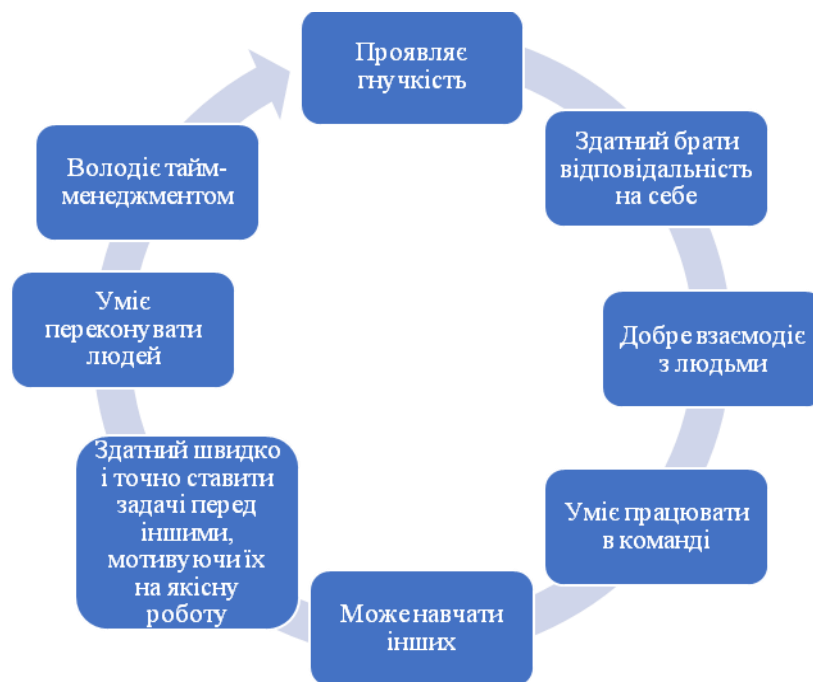 Проявляє
гнучкість
Здатний брати
відповідальність
на себе
Добре взаємодіє
з людьми
Уміє працювати
в команді
Може навчати
інших
Здатний швидко
і точно ставити
задачі перед
іншими,
мотивуючи їх
на якісну
роботу
Уміє
переконувати
людей
Володіє тайм-
менеджментом